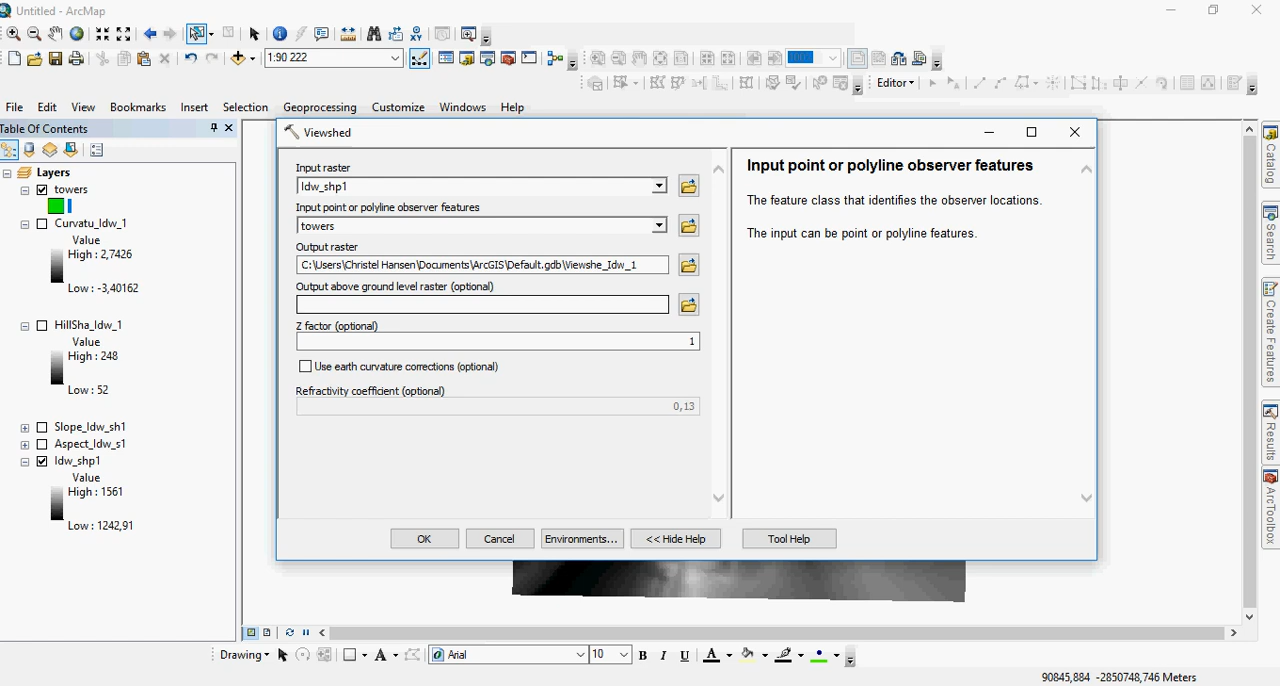 Untitled - ArcMap
1:90 222
100%
Editor
File Edit View Bookmarks Insert Selection Geoprocessing Customize Windows Help
Table Of Contents
Layers
towers
Curvatu_Idw_1
Value
High : 2,7426
Low : -3,40162
HillSha_Idw_1
Value
High : 248
Low : 52
Slope_Idw_sh1
Aspect_Idw_s1
Idw_shp1
Value
High : 1561
Low : 1242,91
Viewshed
Input raster
Idw_shp1
Input point or polyline observer features
towers
Output raster
C:\Users\Christel Hansen\Documents\ArcGIS\Default.gdb\Viewshe_Idw_1
Output above ground level raster (optional)
Z factor (optional)
1
Use earth curvature corrections (optional)
Refractivity coefficient (optional)
0,13
OK Cancel Environments... << Hide Help Tool Help
Input point or polyline observer features
The feature class that identifies the observer locations.
The input can be point or polyline features.
Catalog
Search
Create Features
Results
ArcToolbox
Drawing A Arial 10 B I U A
90845,884 -2850748,746 Meters